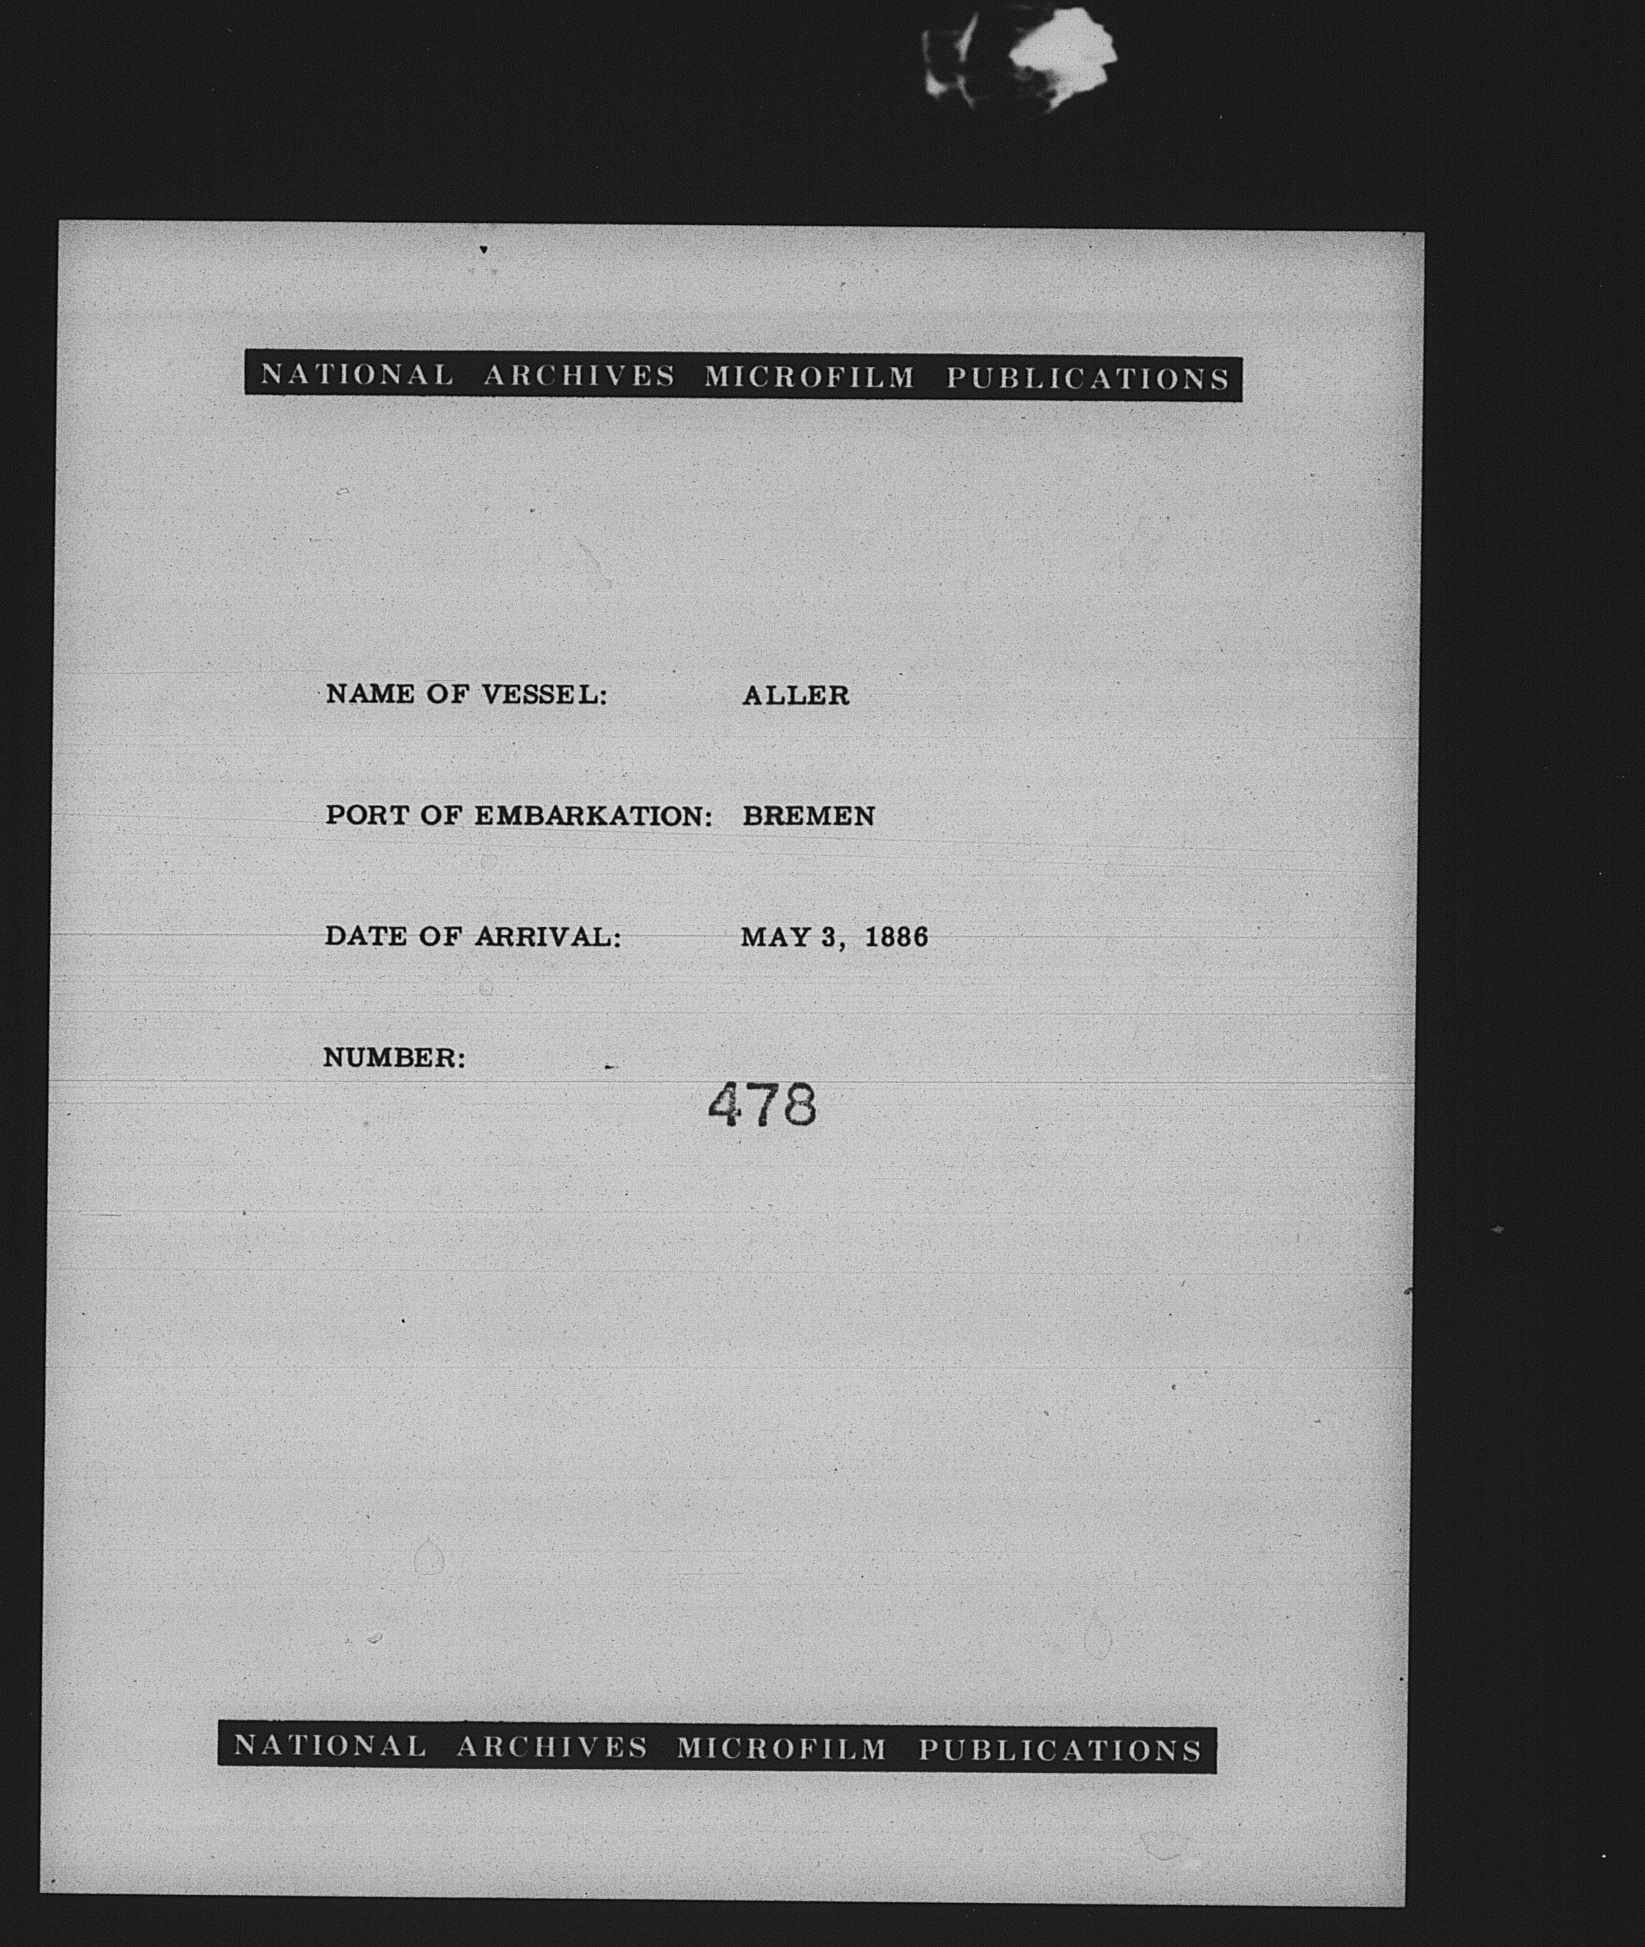 NATIONAL ARCHIVES MICROFILM PUBLICATIONS
NAME OF VESSEL: ALLER
PORT OF EMBARKATION: BREMEN
DATE OF ARRIVAL: MAY 3, 1886
NUMBER:
478
NATIONAL ARCHIVES MICROFILM PUBLICATIONS